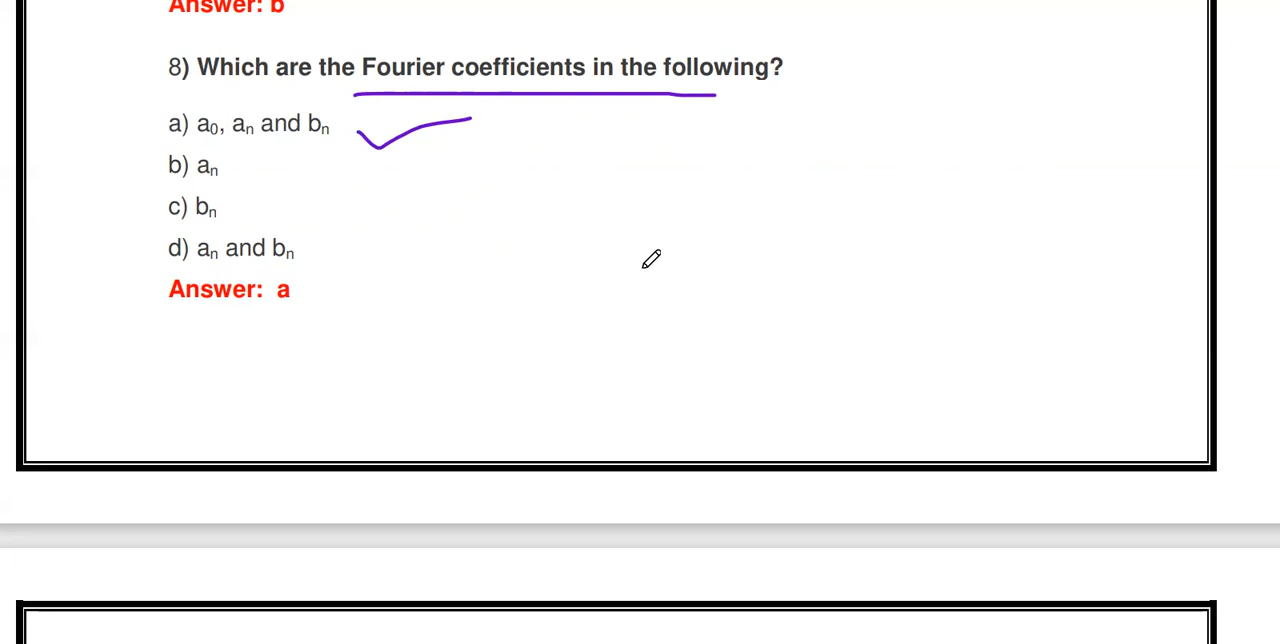 Answer: b
8) Which are the Fourier coefficients in the following?
a) a₀, aₙ and bₙ
b) aₙ
c) bₙ
d) aₙ and bₙ
Answer: a